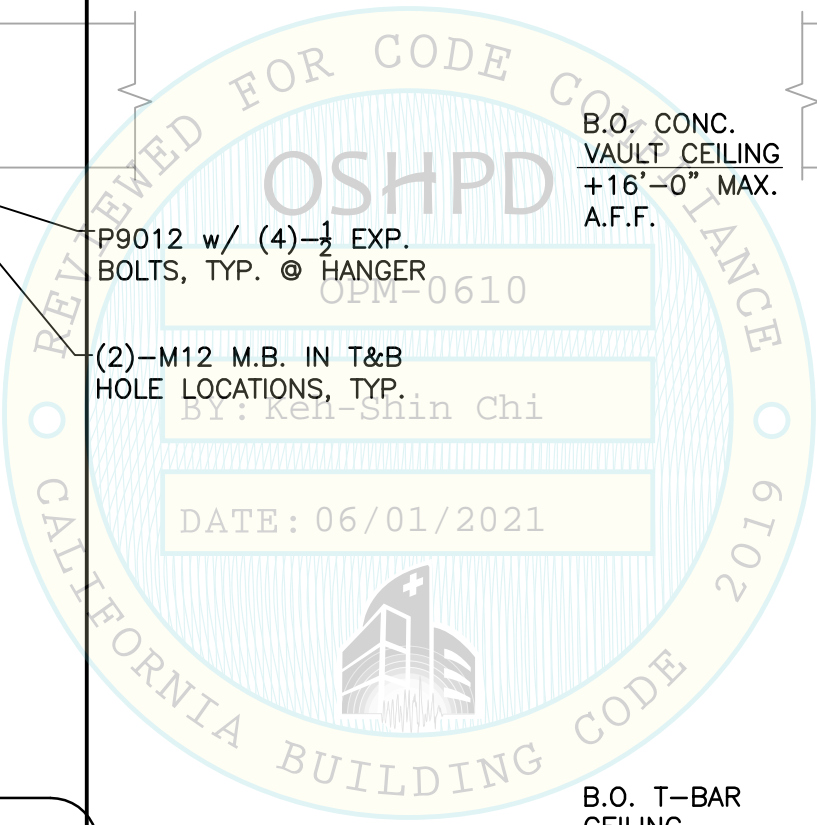 REVIEWED FOR CODE COMPLIANCE
OSHPD
B.O. CONC.
VAULT CEILING
+16'-0" MAX.
A.F.F.
P9012 w/ (4)-½ EXP.
BOLTS, TYP. @ HANGER
OPM-0610
(2)-M12 M.B. IN T&B
HOLE LOCATIONS, TYP.
BY: Keh-Shin Chi
DATE: 06/01/2021
CALIFORNIA BUILDING CODE 2019
B.O. T-BAR
CEILING